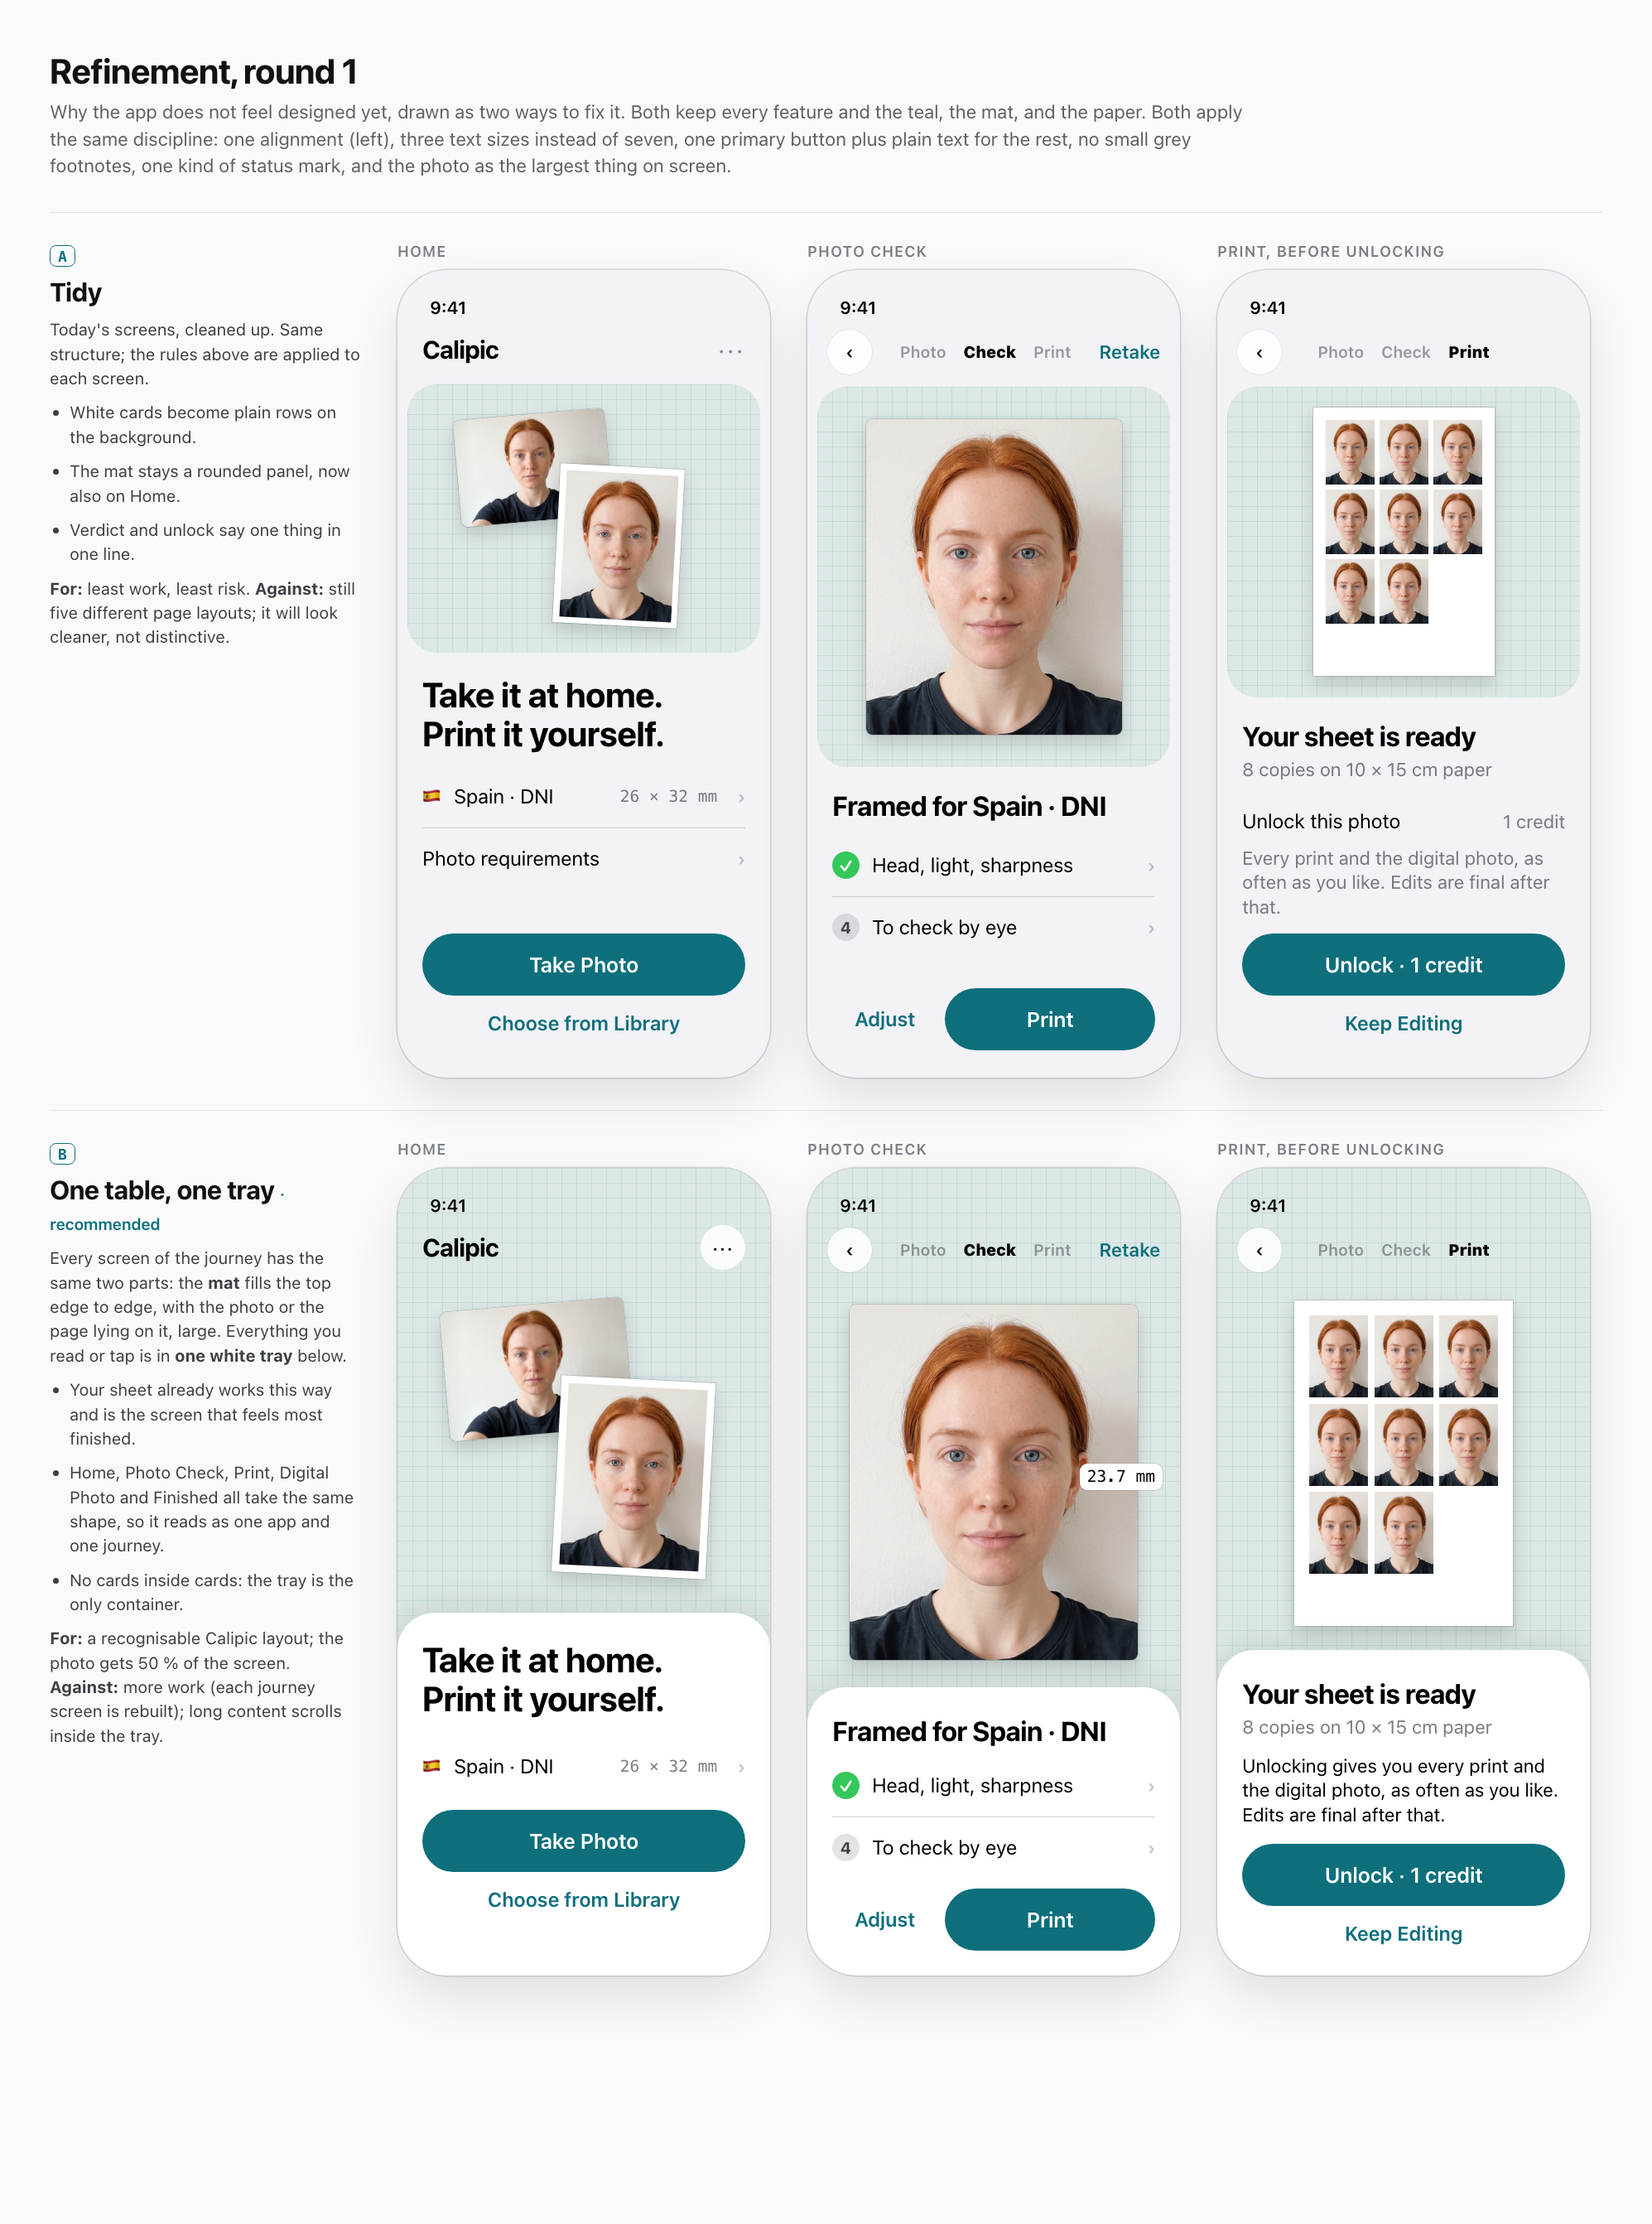 Refinement, round 1
Why the app does not feel designed yet, drawn as two ways to fix it. Both keep every feature and the teal, the mat, and the paper. Both apply
the same discipline: one alignment (left), three text sizes instead of seven, one primary button plus plain text for the rest, no small grey
footnotes, one kind of status mark, and the photo as the largest thing on screen.
A
Tidy
Today's screens, cleaned up. Same
structure; the rules above are applied to
each screen.
• White cards become plain rows on
the background.
• The mat stays a rounded panel, now
also on Home.
• Verdict and unlock say one thing in
one line.
For: least work, least risk. Against: still
five different page layouts; it will look
cleaner, not distinctive.
HOME
9:41
Calipic
···
Take it at home.
Print it yourself.
🇪🇸 Spain · DNI 26 × 32 mm ›
Photo requirements ›
Take Photo
Choose from Library
PHOTO CHECK
9:41
‹ Photo Check Print Retake
Framed for Spain · DNI
Head, light, sharpness ›
4 To check by eye ›
Adjust Print
PRINT, BEFORE UNLOCKING
9:41
‹ Photo Check Print
Your sheet is ready
8 copies on 10 × 15 cm paper
Unlock this photo 1 credit
Every print and the digital photo, as
often as you like. Edits are final after
that.
Unlock · 1 credit
Keep Editing
B
One table, one tray ·
recommended
Every screen of the journey has the
same two parts: the mat fills the top
edge to edge, with the photo or the
page lying on it, large. Everything you
read or tap is in one white tray below.
• Your sheet already works this way
and is the screen that feels most
finished.
• Home, Photo Check, Print, Digital
Photo and Finished all take the same
shape, so it reads as one app and
one journey.
• No cards inside cards: the tray is the
only container.
For: a recognisable Calipic layout; the
photo gets 50 % of the screen.
Against: more work (each journey
screen is rebuilt); long content scrolls
inside the tray.
HOME
9:41
Calipic
···
Take it at home.
Print it yourself.
🇪🇸 Spain · DNI 26 × 32 mm ›
Take Photo
Choose from Library
PHOTO CHECK
9:41
‹ Photo Check Print Retake
23.7 mm
Framed for Spain · DNI
Head, light, sharpness ›
4 To check by eye ›
Adjust Print
PRINT, BEFORE UNLOCKING
9:41
‹ Photo Check Print
Your sheet is ready
8 copies on 10 × 15 cm paper
Unlocking gives you every print and
the digital photo, as often as you like.
Edits are final after that.
Unlock · 1 credit
Keep Editing